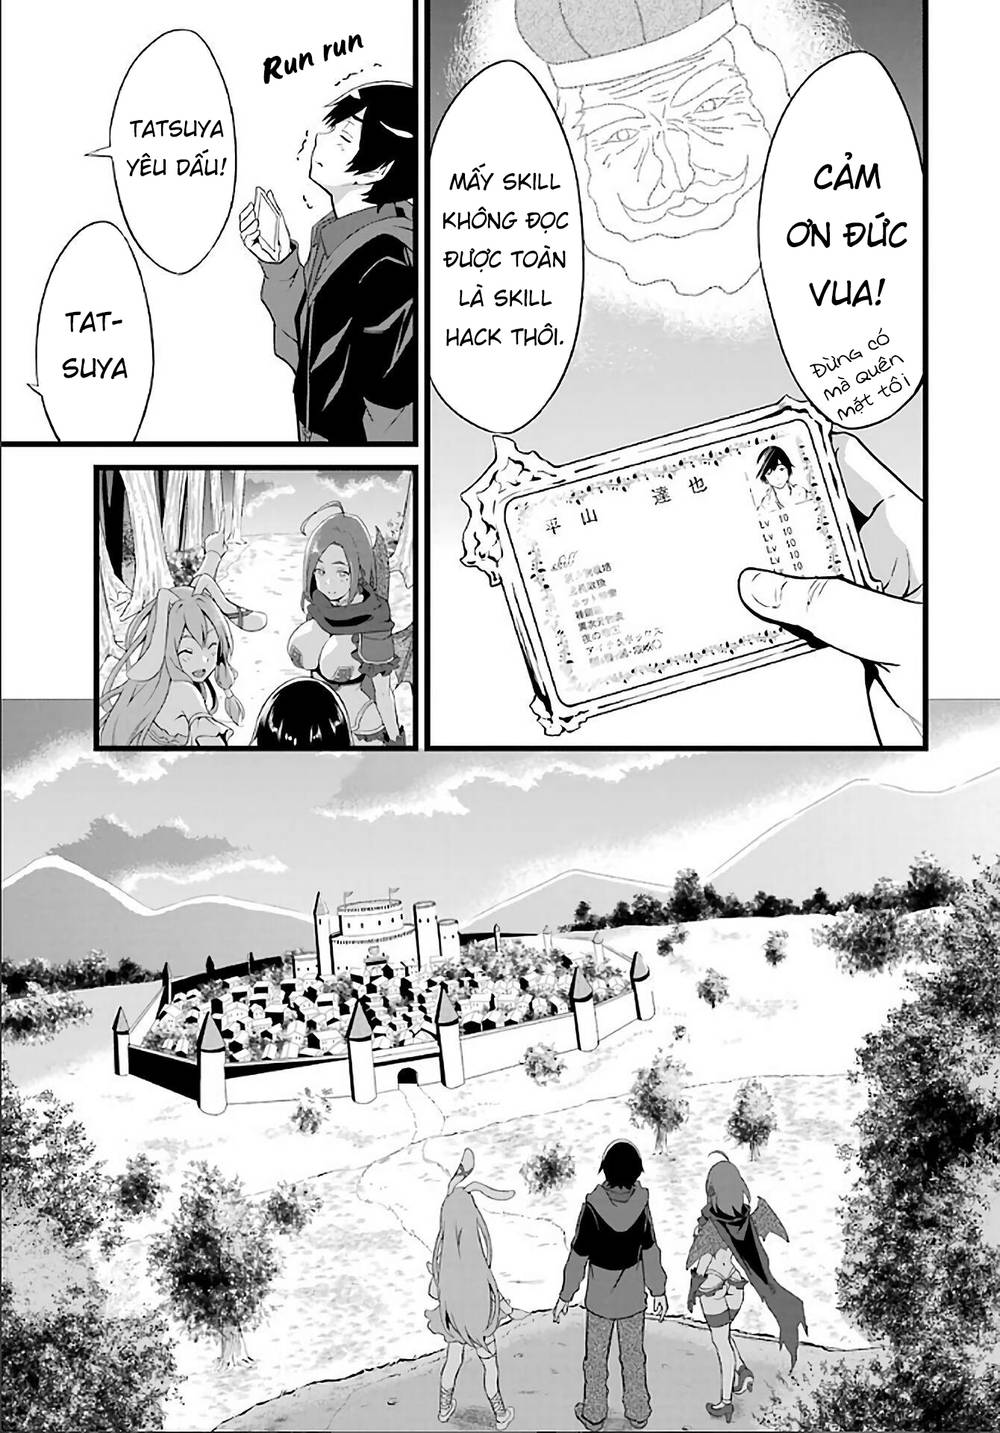 CẢM
ƠN ĐỨC
VUA!
Đừng có
mà quên
mặt tôi
MẤY SKILL
KHÔNG ĐỌC
ĐƯỢC TOÀN
LÀ SKILL
HACK THÔI.
平山 達也
Lv 10
Lv 10
Lv 10
Lv 10
Run run
TATSUYA
YÊU DẤU!
TAT-
SUYA